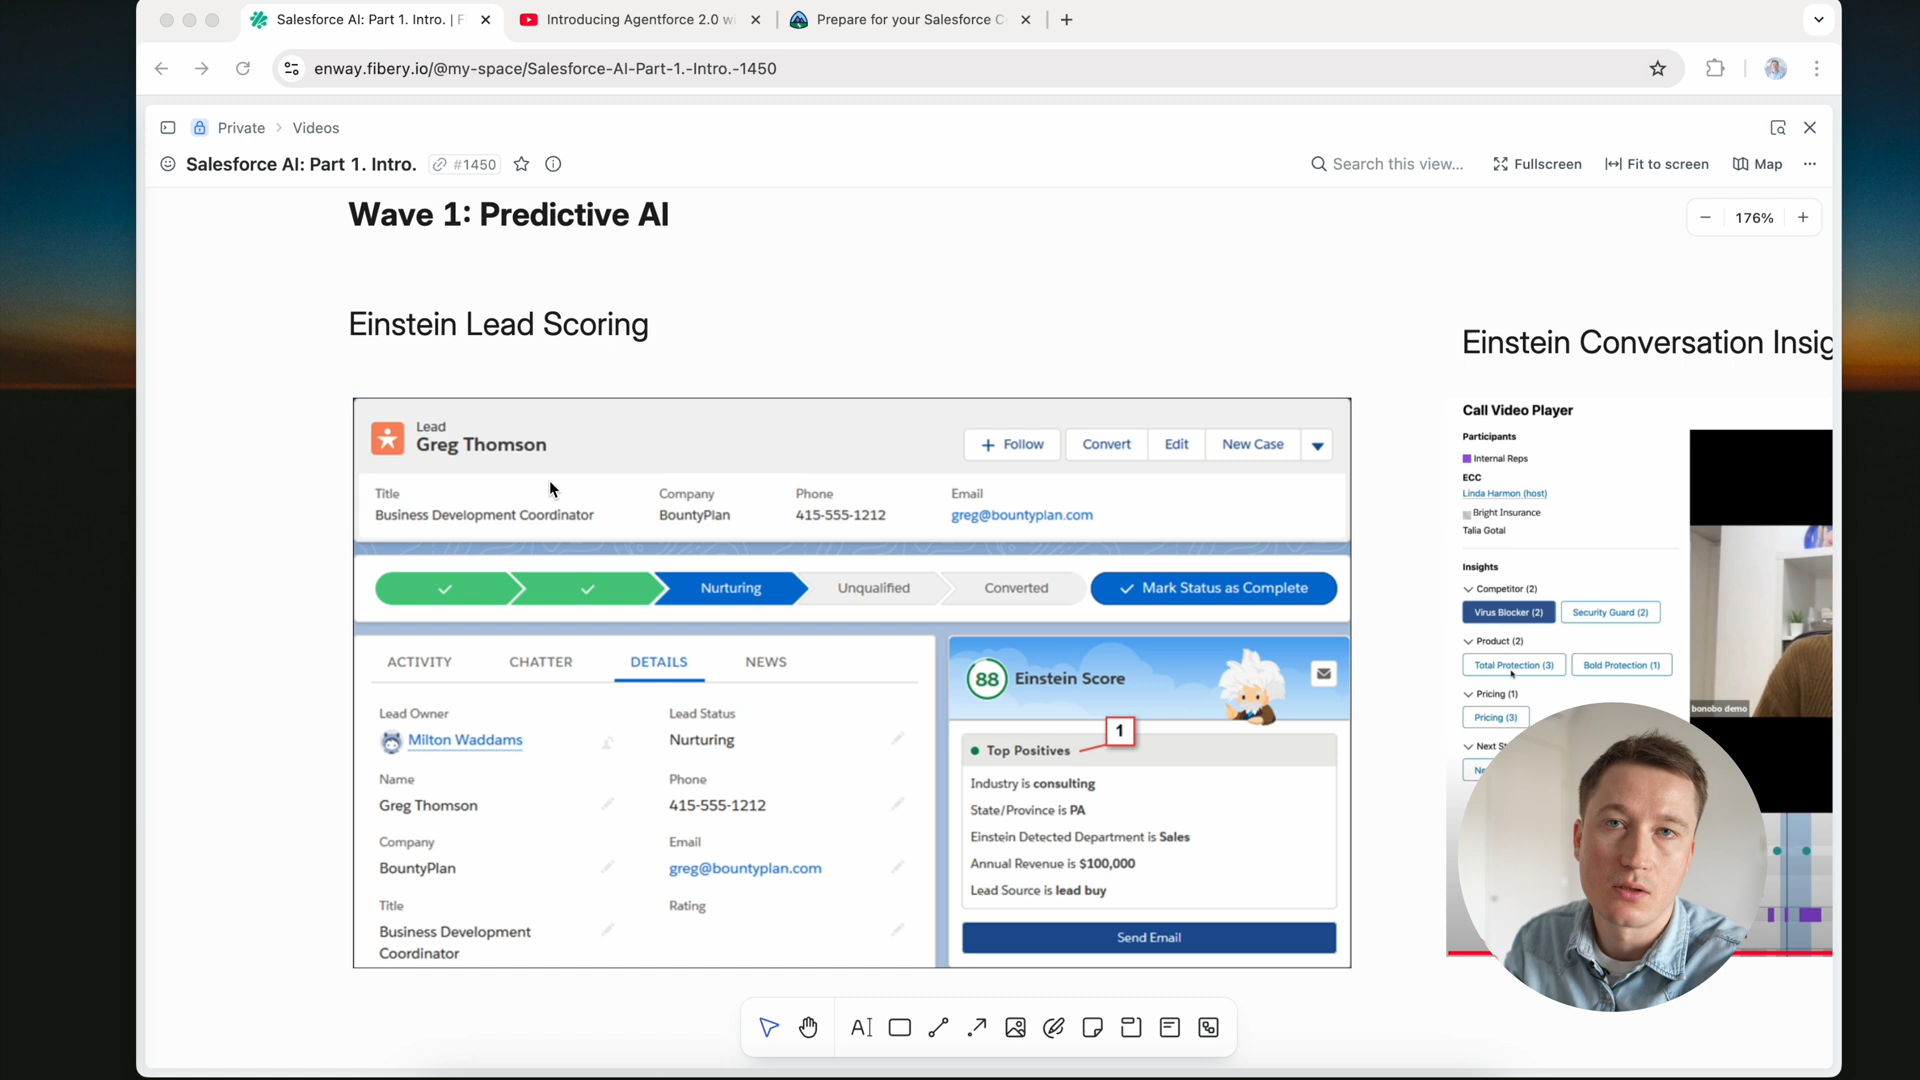 Salesforce AI: Part 1. Intro. | F
Introducing Agentforce 2.0 w
Prepare for your Salesforce C
enway.fibery.io/@my-space/Salesforce-AI-Part-1.-Intro.-1450
Private > Videos
Salesforce AI: Part 1. Intro. #1450
Search this view...
Fullscreen
Fit to screen
Map
Wave 1: Predictive AI
176%
Einstein Lead Scoring
Einstein Conversation Insig
Lead
Greg Thomson
+ Follow
Convert
Edit
New Case
Title
Business Development Coordinator
Company
BountyPlan
Phone
415-555-1212
Email
greg@bountyplan.com
Nurturing
Unqualified
Converted
Mark Status as Complete
ACTIVITY
CHATTER
DETAILS
NEWS
Lead Owner
Milton Waddams
Lead Status
Nurturing
Name
Greg Thomson
Phone
415-555-1212
Company
BountyPlan
Email
greg@bountyplan.com
Title
Business Development
Coordinator
Rating
88 Einstein Score
1
Top Positives
Industry is consulting
State/Province is PA
Einstein Detected Department is Sales
Annual Revenue is $100,000
Lead Source is lead buy
Send Email
Call Video Player
Participants
Internal Reps
ECC
Linda Harmon (host)
Bright Insurance
Talia Gotal
Insights
Competitor (2)
Virus Blocker (2)
Security Guard (2)
Product (2)
Total Protection (3)
Bold Protection (1)
Pricing (1)
Pricing (3)
Next St
Ne
bonobo demo